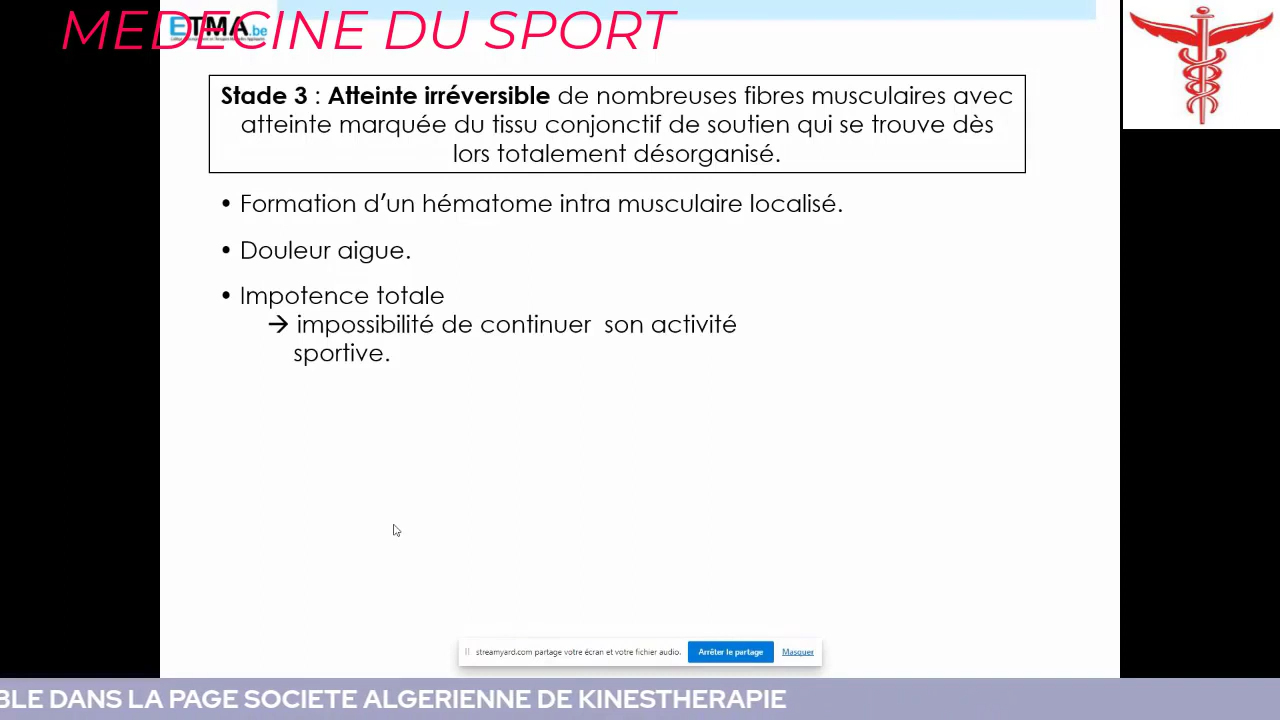 MEDECINE DU SPORT
ETMA.be
Stade 3 : Atteinte irréversible de nombreuses fibres musculaires avec
atteinte marquée du tissu conjonctif de soutien qui se trouve dès
lors totalement désorganisé.
• Formation d’un hématome intra musculaire localisé.
• Douleur aigue.
• Impotence totale
→ impossibilité de continuer son activité
sportive.
streamyard.com partage votre écran et votre fichier audio. Arrêter le partage Masquer
BLE DANS LA PAGE SOCIETE ALGERIENNE DE KINESTHERAPIE